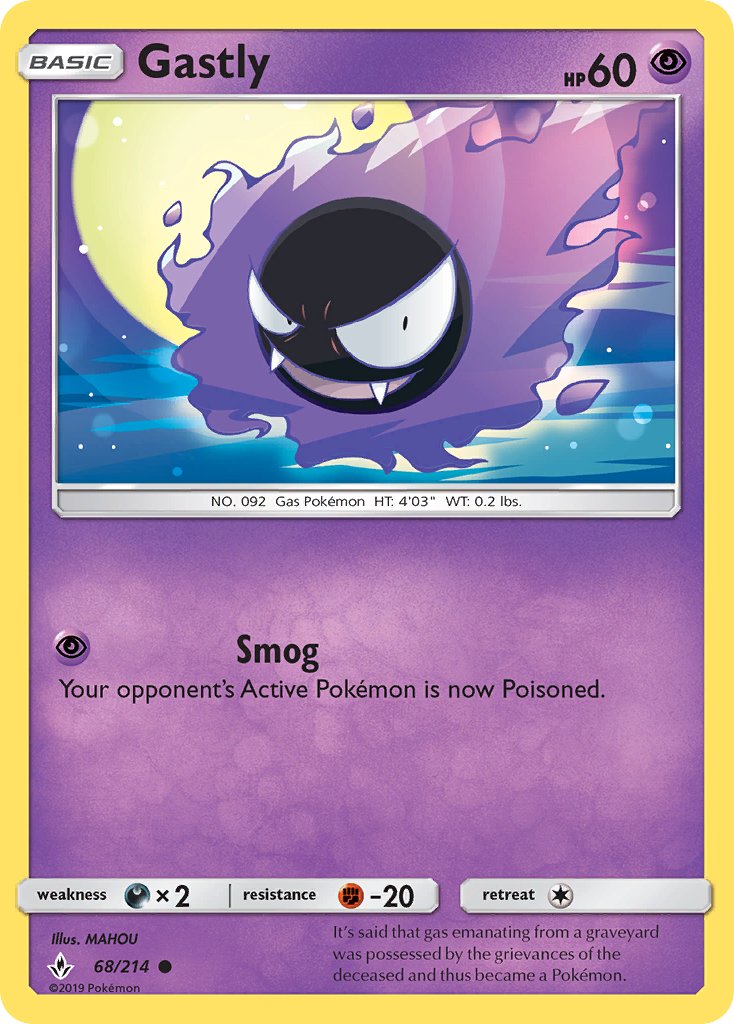 BASIC Gastly HP60
NO. 092 Gas Pokémon HT: 4'03" WT: 0.2 lbs.
Smog
Your opponent's Active Pokémon is now Poisoned.
weakness ×2 resistance -20 retreat
Illus. MAHOU
68/214
©2019 Pokémon
It's said that gas emanating from a graveyard
was possessed by the grievances of the
deceased and thus became a Pokémon.